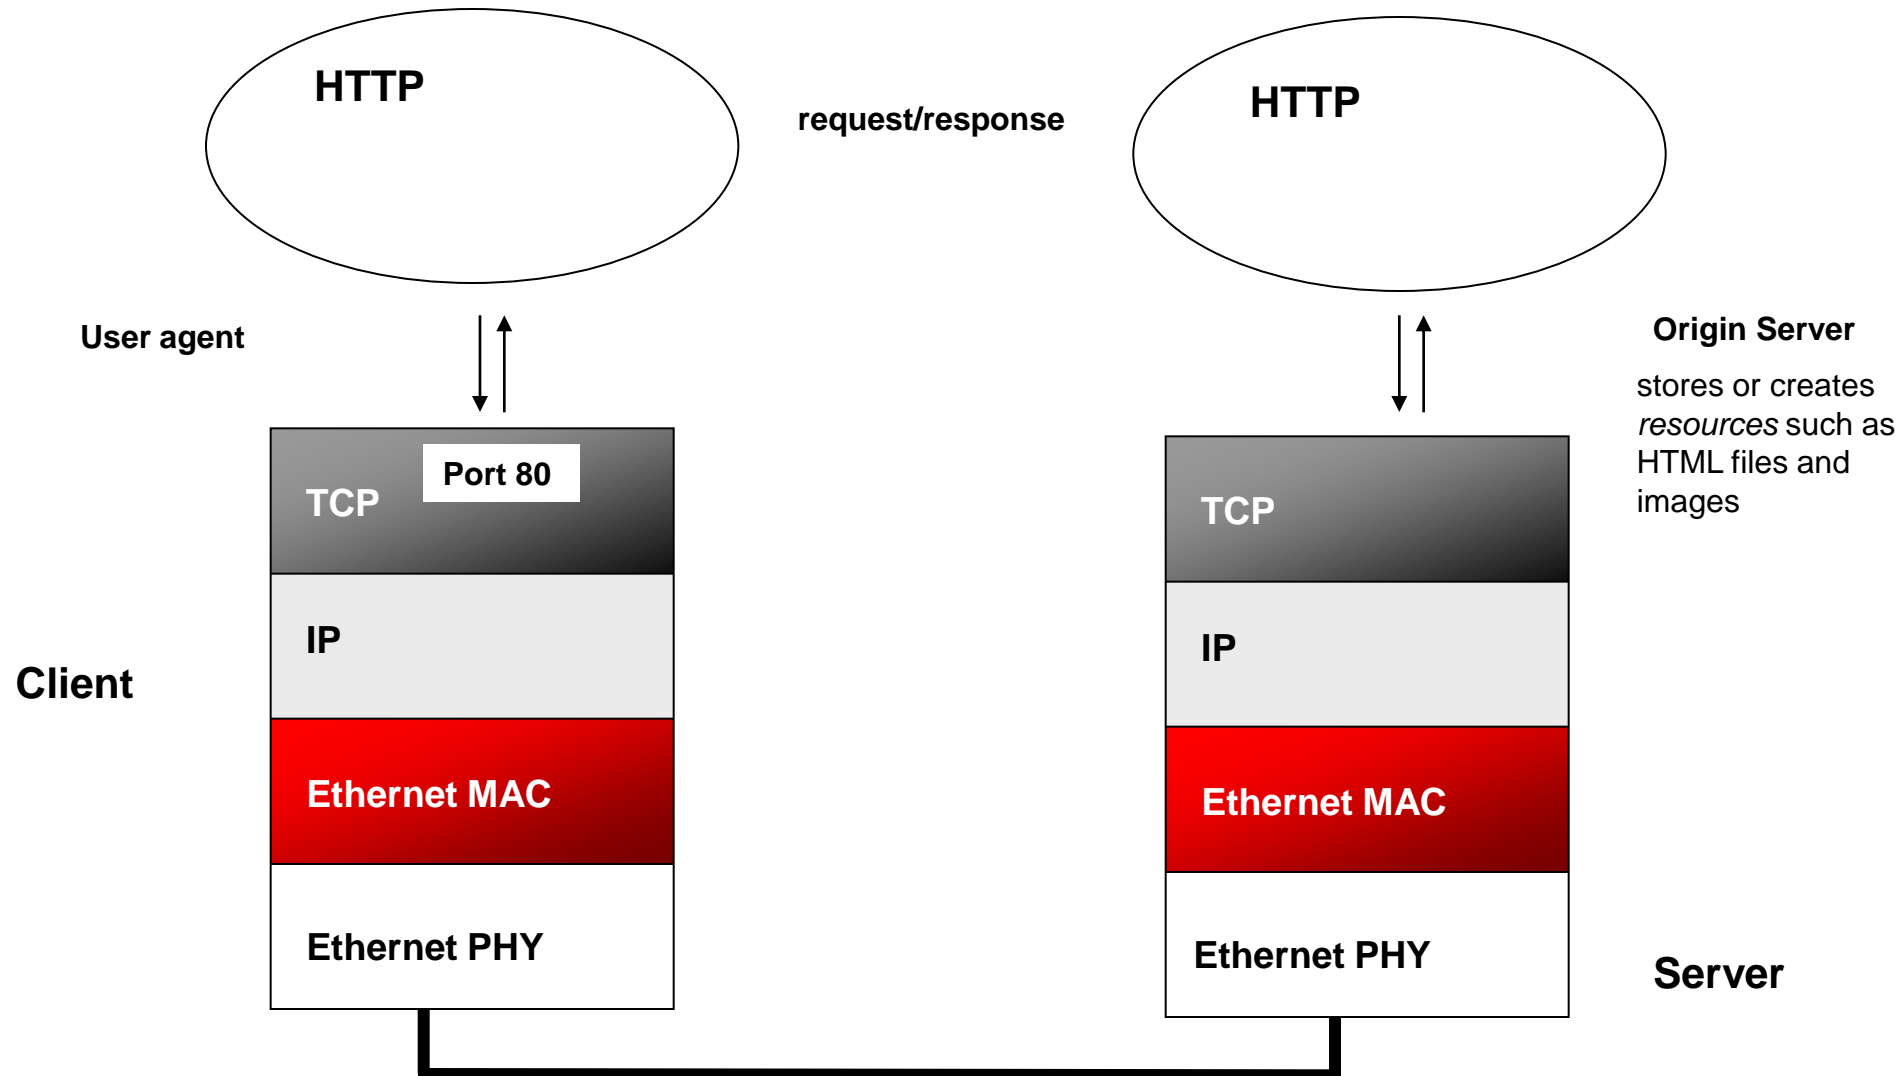 HTTP
HTTP
request/response
User agent
Origin Server
stores or creates
resources such as
HTML files and
images
Port 80
TCP
TCP
IP
IP
Client
Ethernet MAC
Ethernet MAC
Ethernet PHY
Ethernet PHY
Server